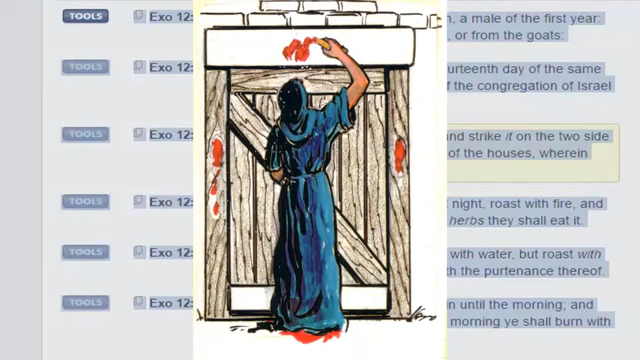 TOOLS Exo 12: , a male of the first year:
, or from the goats:
TOOLS Exo 12: day of the same
of the congregation of Israel
TOOLS Exo 12: and strike it on the two side
of the houses, wherein
TOOLS Exo 12: night, roast with fire, and
herbs they shall eat it.
TOOLS Exo 12: with water, but roast with
the purtenance thereof.
TOOLS Exo 12: until the morning; and
morning ye shall burn with